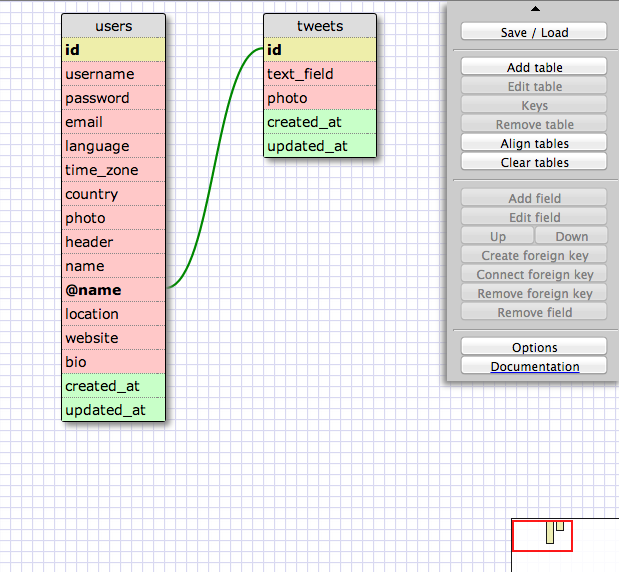 users
id
username
password
email
language
time_zone
country
photo
header
name
@name
location
website
bio
created_at
updated_at
tweets
id
text_field
photo
created_at
updated_at
Save / Load
Add table
Edit table
Keys
Remove table
Align tables
Clear tables
Add field
Edit field
Up Down
Create foreign key
Connect foreign key
Remove foreign key
Remove field
Options
Documentation